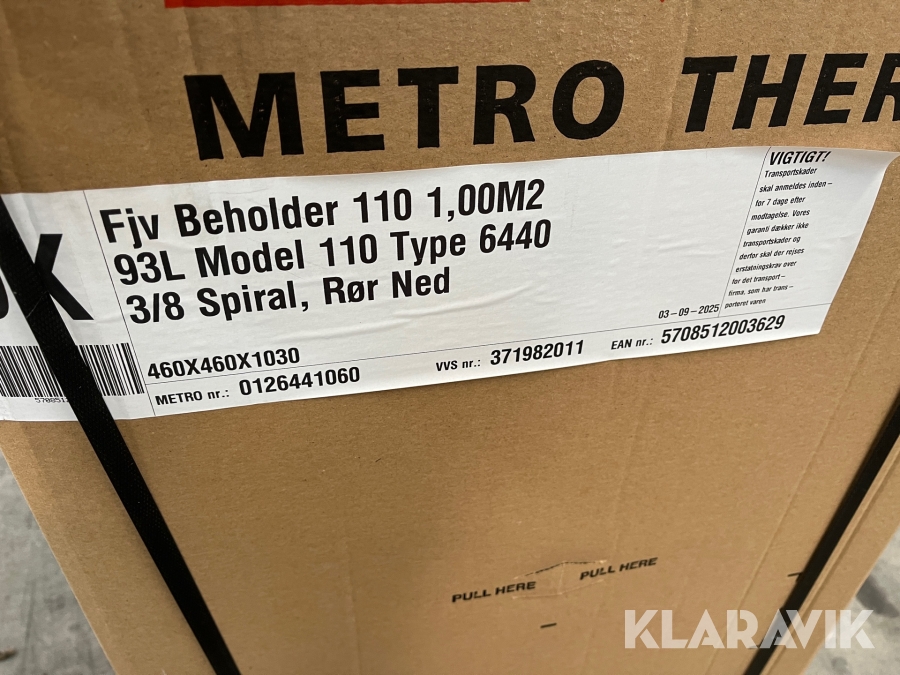 METRO THER
Fjv Beholder 110 1,00M2
93L Model 110 Type 6440
3/8 Spiral, Rør Ned
VIGTIGT!
Transportskader
skal anmeldes inden–
for 7 dage efter
modtagelse. Vores
garanti dækker ikke
transportskader og
derfor skal der rejses
erstatningskrav over
for det transport–
firma, som har trans–
porteret varen
03–09–2025
460X460X1030
METRO nr.: 0126441060
VVS nr.: 371982011
EAN nr.: 5708512003629
PULL HERE
PULL HERE
KLARAVIK